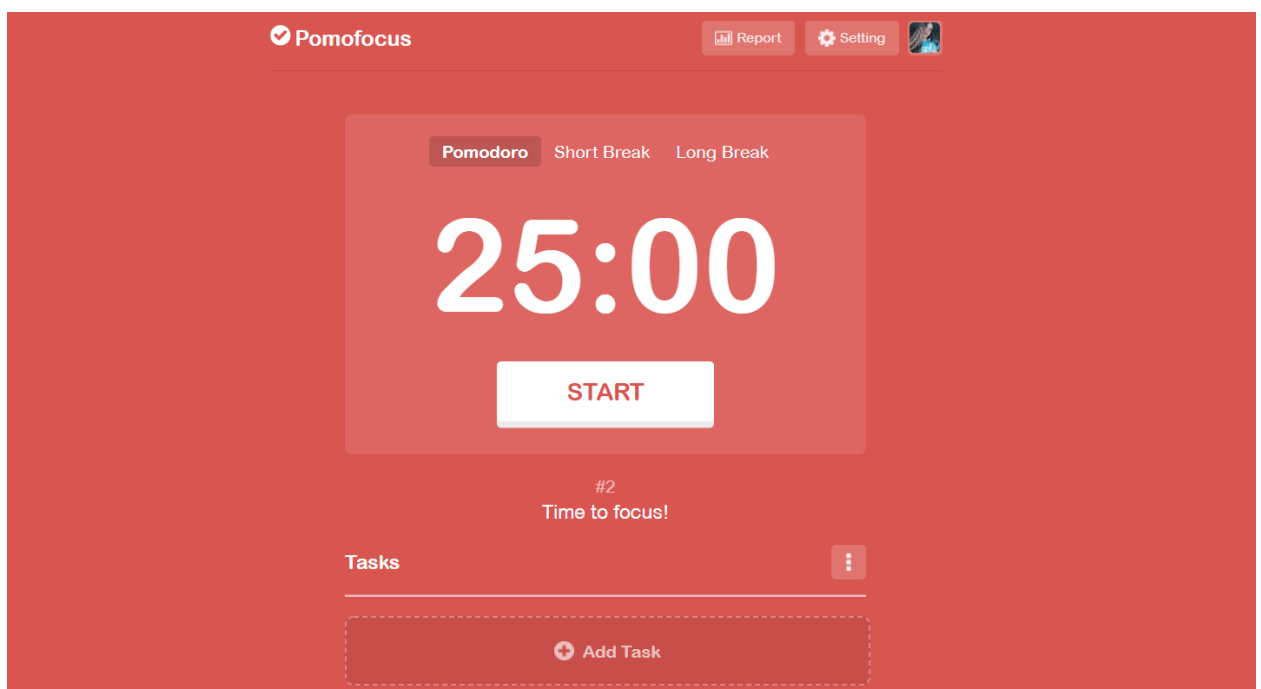 Pomofocus
Report
Setting
Pomodoro
Short Break
Long Break
25:00
START
#2
Time to focus!
Tasks
Add Task